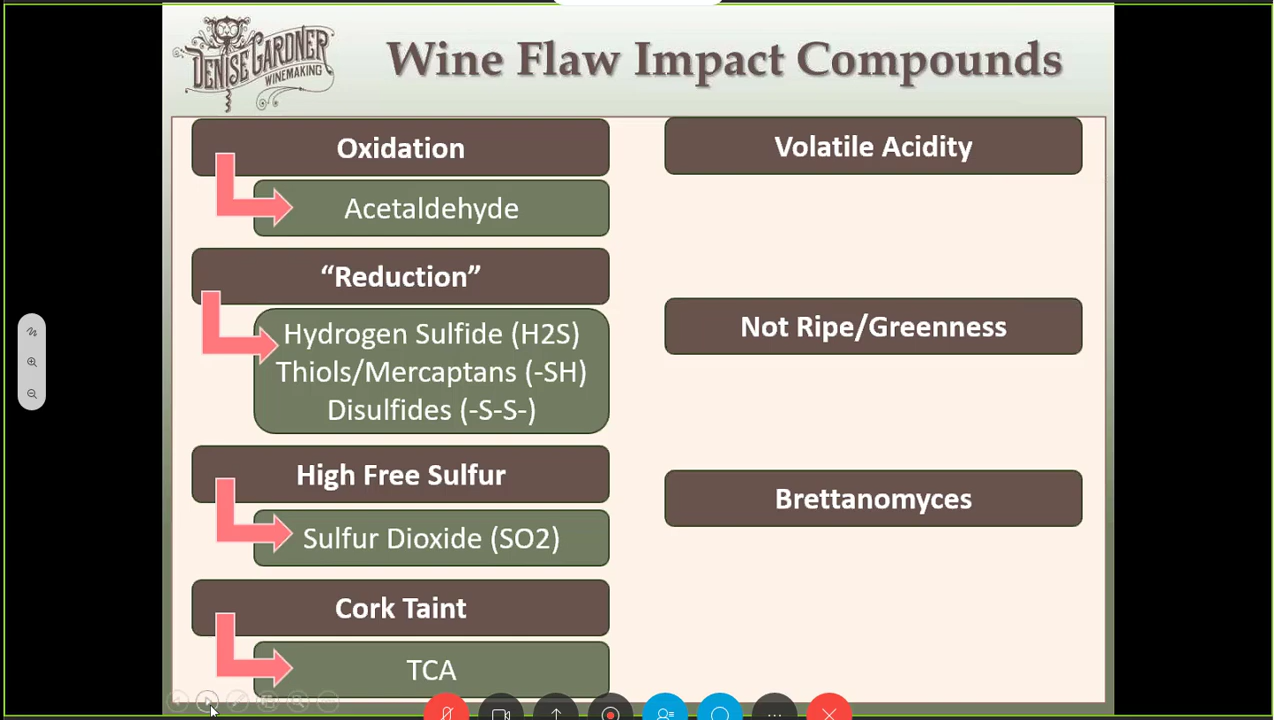 DENISE GARDNER
WINEMAKING
Wine Flaw Impact Compounds
Oxidation
Acetaldehyde
“Reduction”
Hydrogen Sulfide (H2S)
Thiols/Mercaptans (-SH)
Disulfides (-S-S-)
High Free Sulfur
Sulfur Dioxide (SO2)
Cork Taint
TCA
Volatile Acidity
Not Ripe/Greenness
Brettanomyces